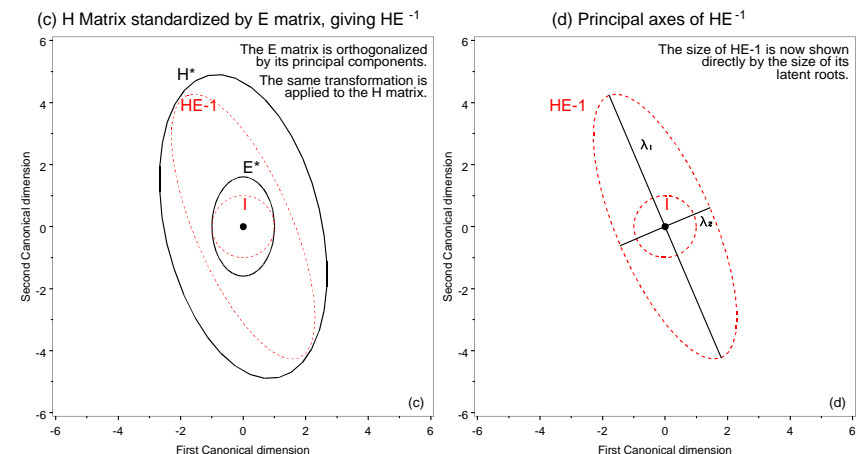 (c) H Matrix standardized by E matrix, giving HE -1
The E matrix is orthogonalized
by its principal components.
The same transformation is
applied to the H matrix.
H*
HE-1
E*
I
6
4
2
0
-2
-4
-6
Second Canonical dimension
(c)
-6 -4 -2 0 2 4 6
First Canonical dimension
(d) Principal axes of HE -1
The size of HE-1 is now shown
directly by the size of its
latent roots.
HE-1
λ₁
I
λ₂
6
4
2
0
-2
-4
-6
Second Canonical dimension
(d)
-6 -4 -2 0 2 4 6
First Canonical dimension